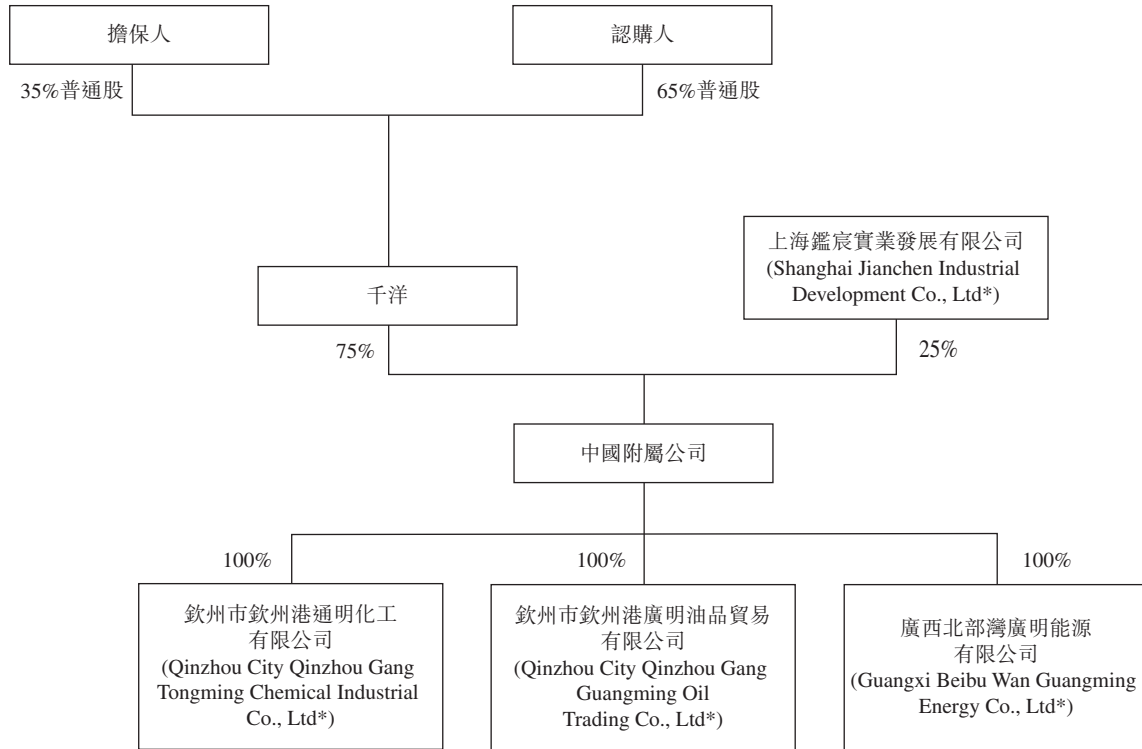 擔保人
認購人
35%普通股
65%普通股
上海鑑宸實業發展有限公司
(Shanghai Jianchen Industrial
Development Co., Ltd*)
千洋
75%
25%
中國附屬公司
100%
100%
100%
欽州市欽州港通明化工
有限公司
(Qinzhou City Qinzhou Gang
Tongming Chemical Industrial
Co., Ltd*)
欽州市欽州港廣明油品貿易
有限公司
(Qinzhou City Qinzhou Gang
Guangming Oil
Trading Co., Ltd*)
廣西北部灣廣明能源
有限公司
(Guangxi Beibu Wan Guangming
Energy Co., Ltd*)